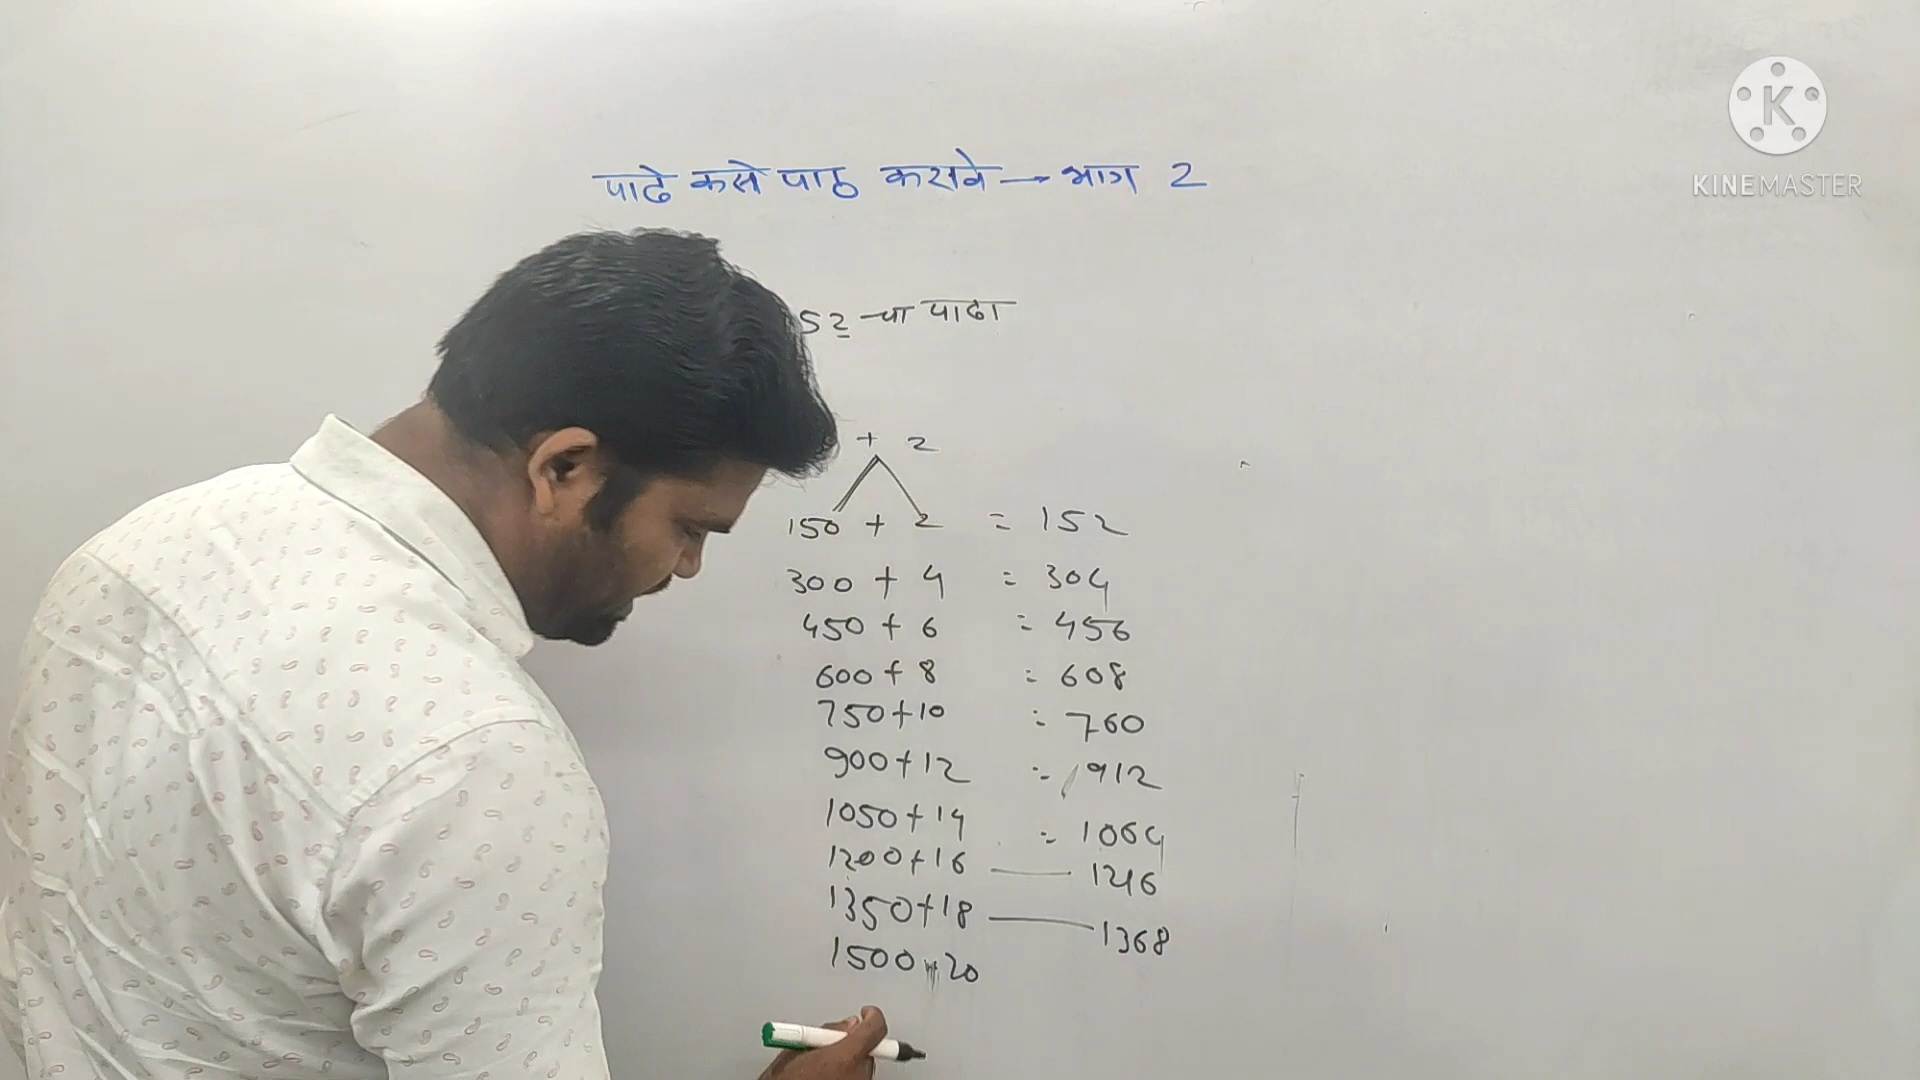 पाढे कसे पाठ करावे → भाग 2
KINEMASTER
52 चा पाढा
+ 2
150 + 2 = 152
300 + 4 = 304
450 + 6 = 456
600 + 8 = 608
750 + 10 = 760
900 + 12 = 912
1050 + 14 = 1064
1200 + 16 — 1216
1350 + 18 — 1368
1500 20